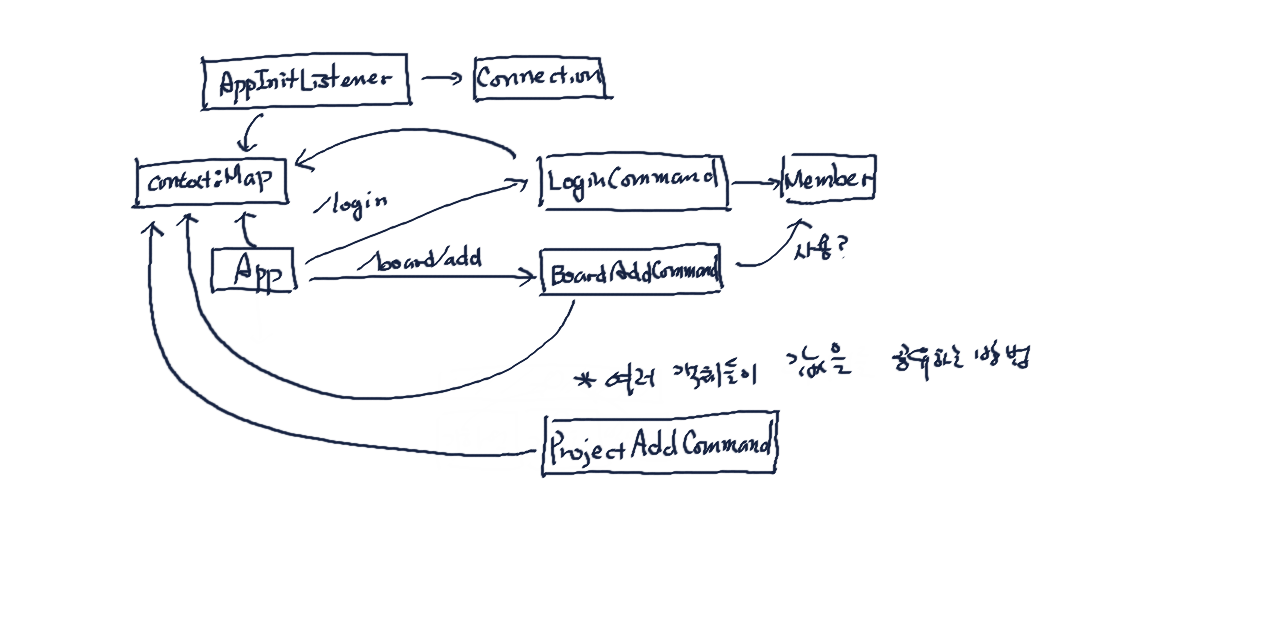 AppInitListener
Connection
context:Map
/login
LoginCommand
Member
App
/board/add
BoardAddCommand
사용?
* 여러 객체들이 값을 공유하는 방법
ProjectAddCommand